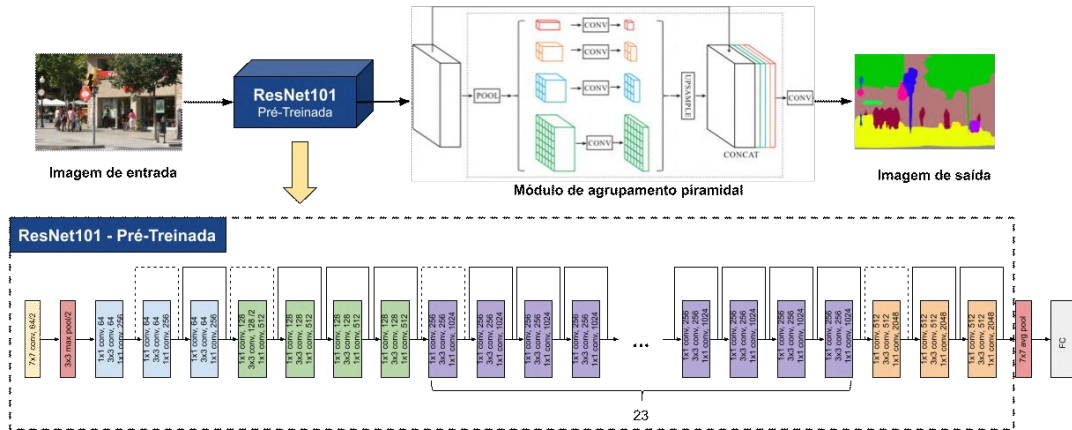 ResNet101
Pré-Treinada
POOL
CONV
CONV
CONV
CONV
UPSAMPLE
CONCAT
CONV
Imagem de entrada
Módulo de agrupamento piramidal
Imagem de saída
ResNet101 - Pré-Treinada
7x7 conv, 64/2
3x3 max pool/2
1x1 conv, 64
3x3 conv, 64
1x1 conv, 256
1x1 conv, 64
3x3 conv, 64
1x1 conv, 256
1x1 conv, 64
3x3 conv, 64
1x1 conv, 256
1x1 conv, 128
3x3 conv, 128 /2
1x1 conv, 512
1x1 conv, 128
3x3 conv, 128
1x1 conv, 512
1x1 conv, 128
3x3 conv, 128
1x1 conv, 512
1x1 conv, 128
3x3 conv, 128
1x1 conv, 512
1x1 conv, 256
3x3 conv, 256
1x1 conv, 1024
1x1 conv, 256
3x3 conv, 256
1x1 conv, 1024
1x1 conv, 256
3x3 conv, 256
1x1 conv, 1024
1x1 conv, 256
3x3 conv, 256
1x1 conv, 1024
...
1x1 conv, 256
3x3 conv, 256
1x1 conv, 1024
1x1 conv, 256
3x3 conv, 256
1x1 conv, 1024
1x1 conv, 256
3x3 conv, 256
1x1 conv, 1024
1x1 conv, 256
3x3 conv, 256
1x1 conv, 1024
1x1 conv, 512
3x3 conv, 512
1x1 conv, 2048
1x1 conv, 512
3x3 conv, 512
1x1 conv, 2048
1x1 conv, 512
3x3 conv, 512
1x1 conv, 2048
7x7 avg pool
FC
23